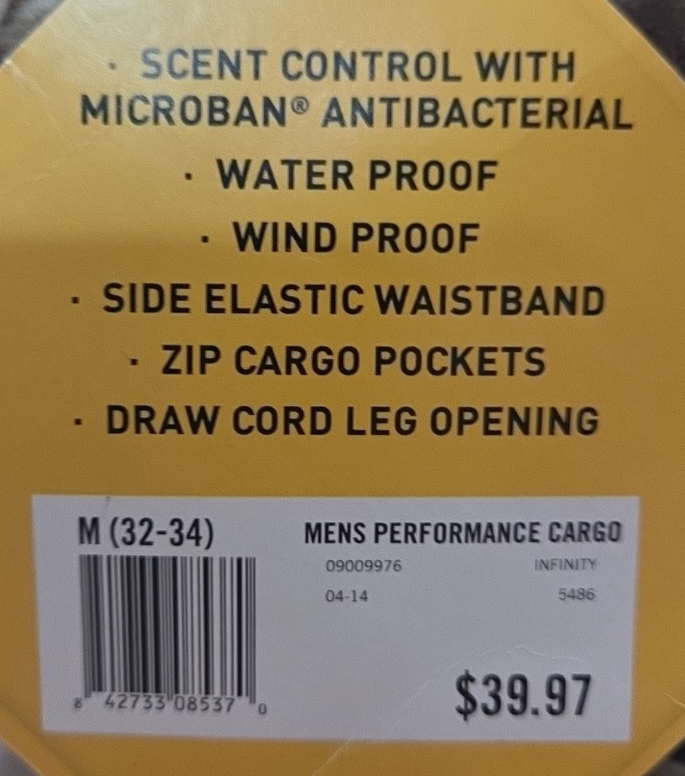 · SCENT CONTROL WITH
MICROBAN® ANTIBACTERIAL
· WATER PROOF
· WIND PROOF
· SIDE ELASTIC WAISTBAND
· ZIP CARGO POCKETS
· DRAW CORD LEG OPENING
M (32-34) MENS PERFORMANCE CARGO
09009976 INFINITY
04-14 5486
$39.97
8 42733 08537 0